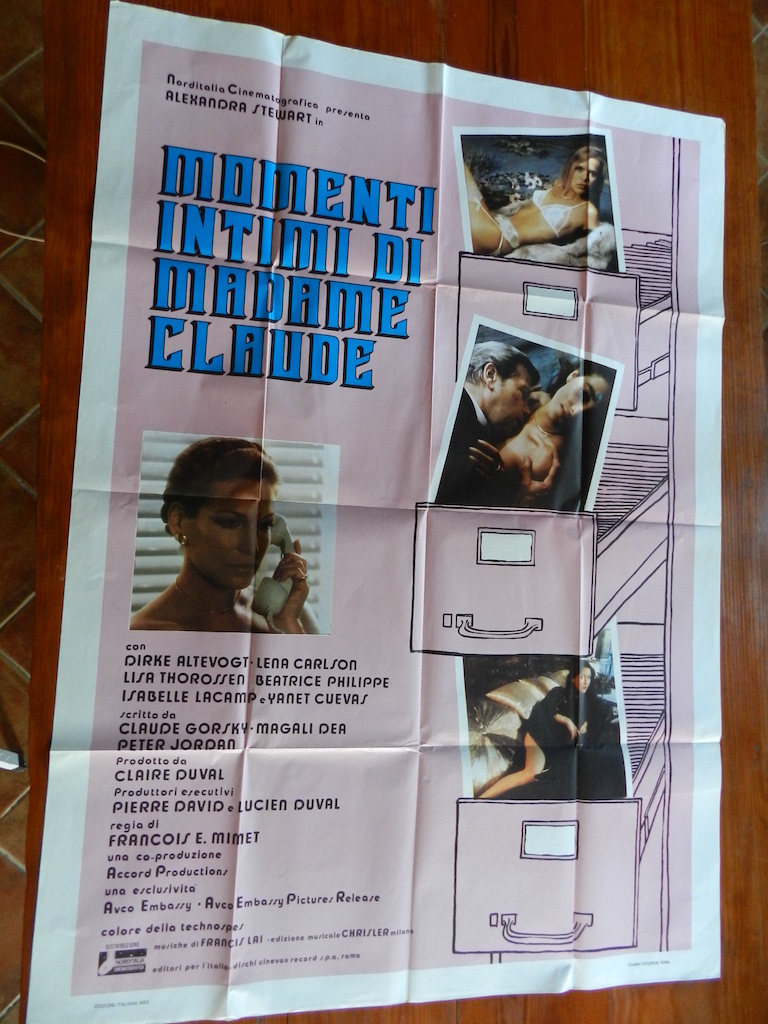 Norditalia Cinematografica presenta
ALEXANDRA STEWART in
MOMENTI
INTIMI DI
MADAME
CLAUDE
con
DIRKE ALTEVOGT · LENA CARLSON
LISA THOROSSEN BEATRICE PHILIPPE
ISABELLE LACAMP e YANET CUEVAS
scritto da
CLAUDE GORSKY · MAGALI DEA
PETER JORDAN
Prodotto da
CLAIRE DUVAL
Produttori esecutivi
PIERRE DAVID e LUCIEN DUVAL
regia di
FRANCOIS E. MIMET
una co-produzione
Accord Productions
una esclusivita'
Avco Embassy · Avco Embassy Pictures Release
colore della technospes
musiche di FRANCIS LAI - edizione musicale CHRISLER milano
editori per l'italia, dischi cinevox record s.p.a. roma
DISTRIBUZIONE
NORDITALIA
CINEMATOGRAFICA